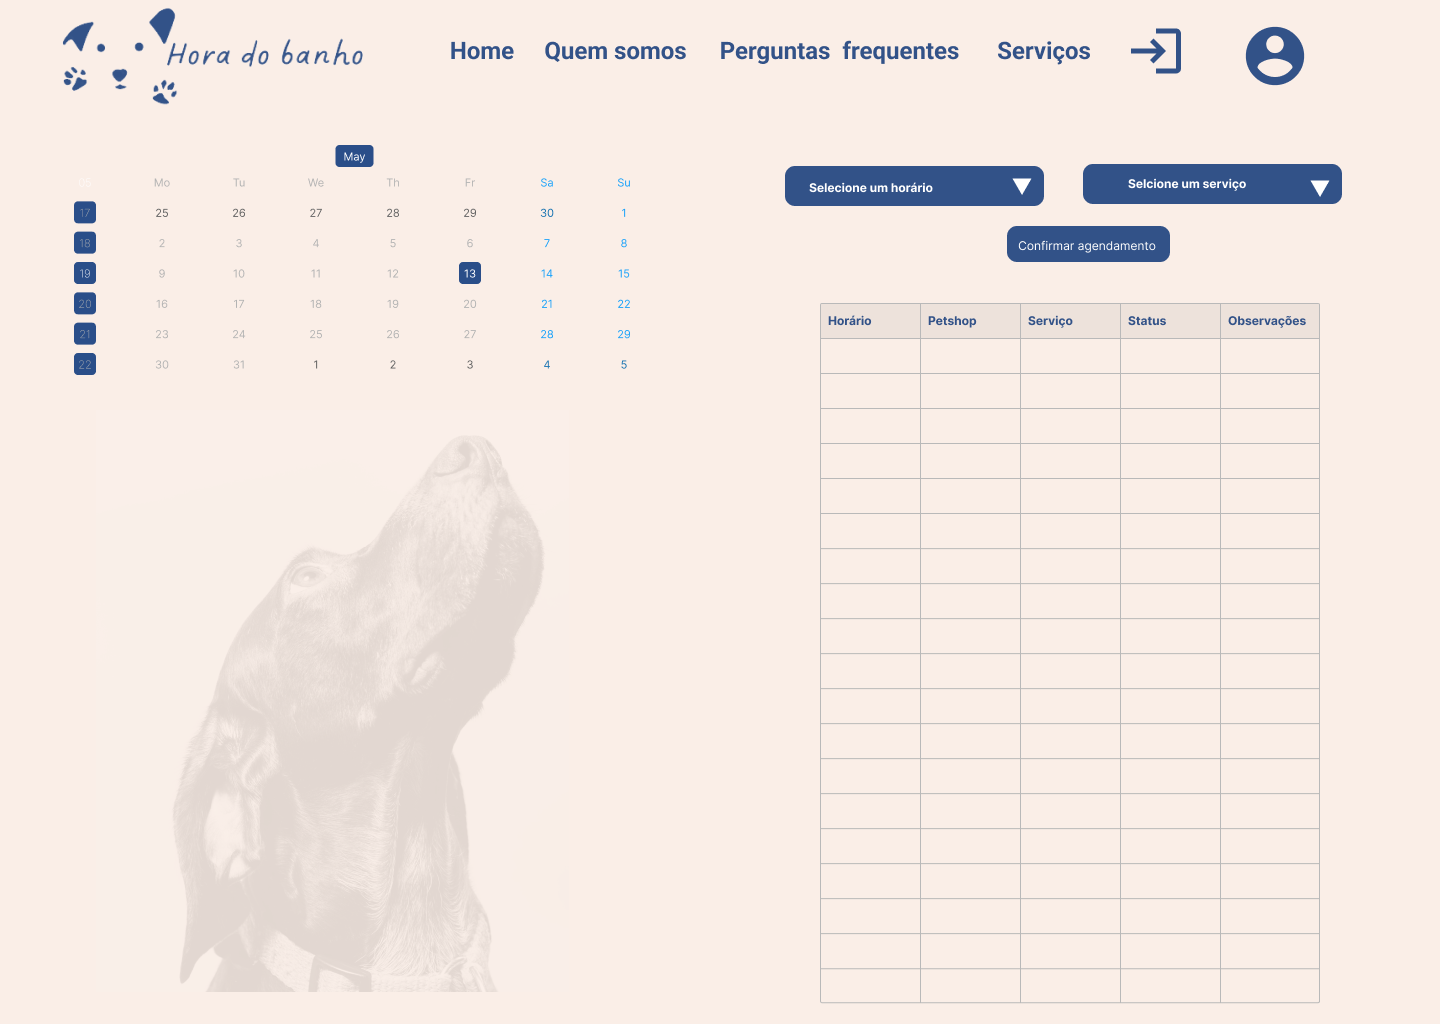 Hora do banho
Home Quem somos Perguntas frequentes Serviços
May
Mo Tu We Th Fr Sa Su
17 25 26 27 28 29 30 1
18 2 3 4 5 6 7 8
19 9 10 11 12 13 14 15
20 16 17 18 19 20 21 22
21 23 24 25 26 27 28 29
22 30 31 1 2 3 4 5
Selecione um horário
Selcione um serviço
Confirmar agendamento
Horário Petshop Serviço Status Observações